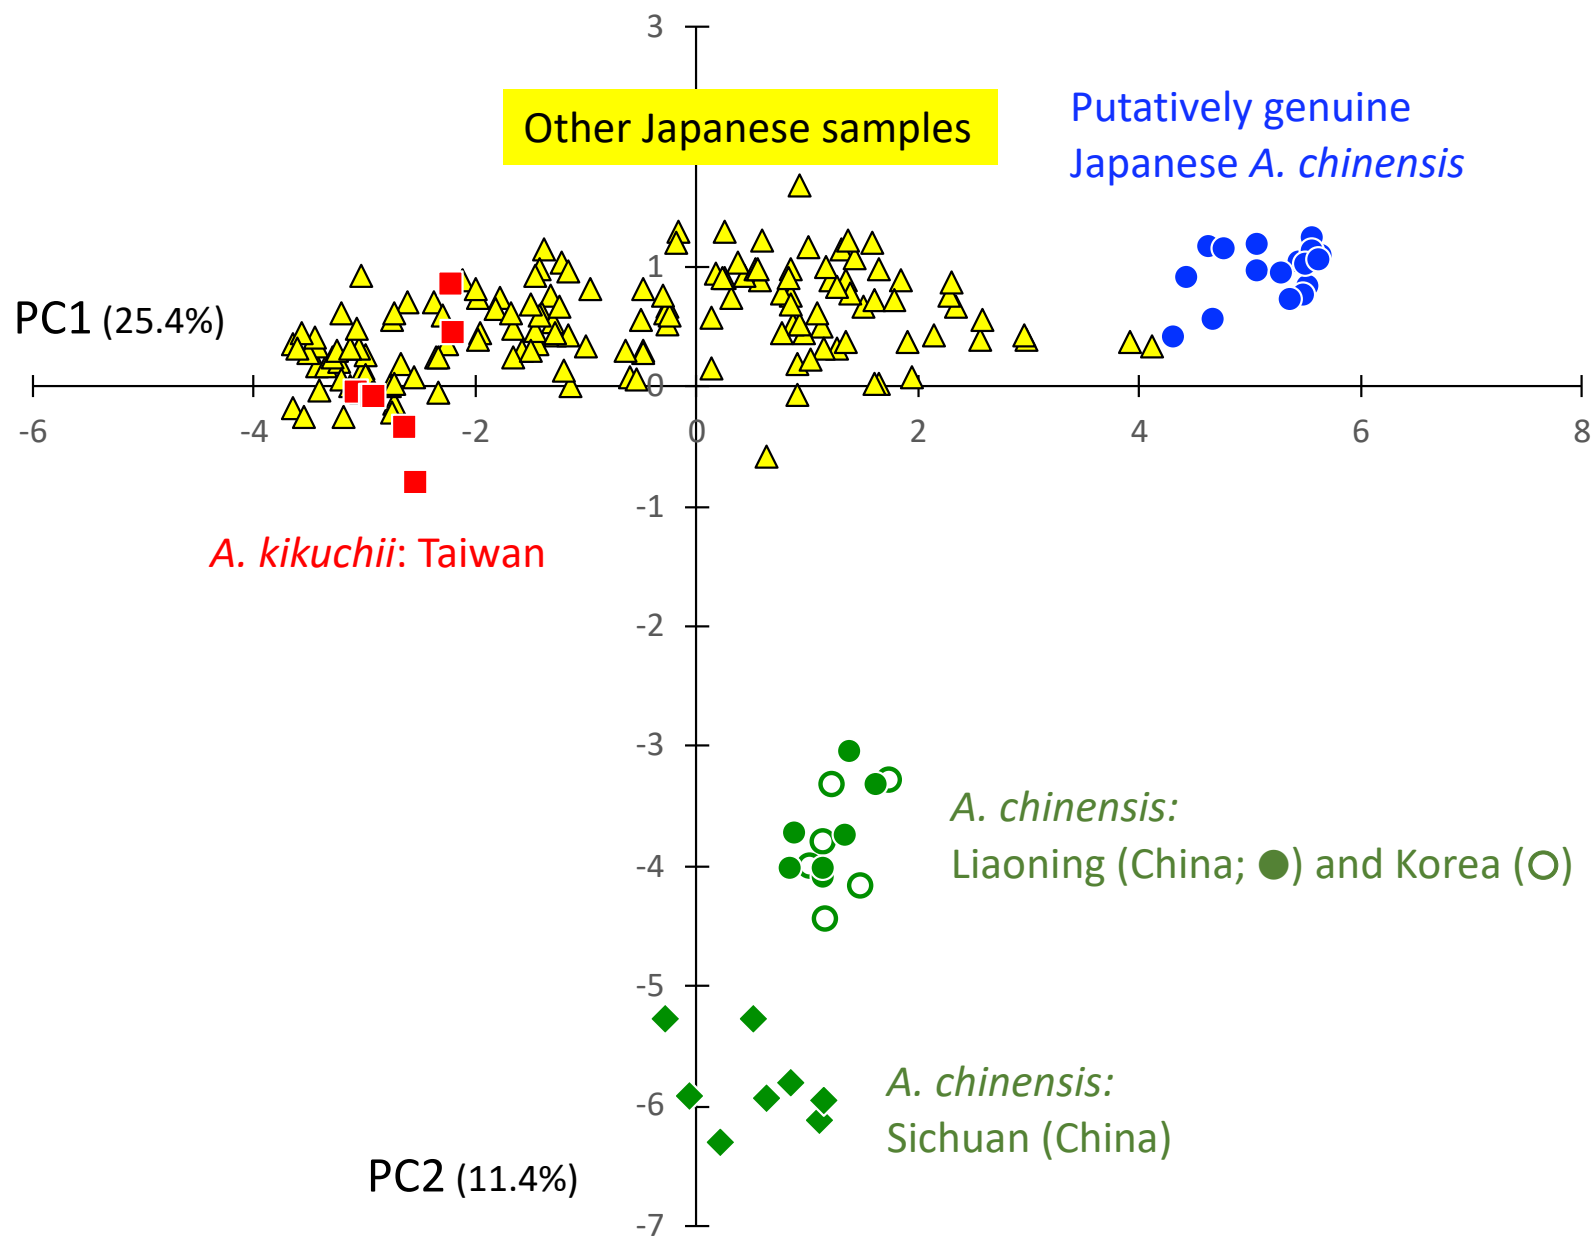 3
Other Japanese samples
Putatively genuine
Japanese A. chinensis
1
PC1 (25.4%)
0
-6
-4
-2
0
2
4
6
8
-1
A. kikuchii: Taiwan
-2
-3
A. chinensis:
Liaoning (China; ●) and Korea (○)
-4
-5
A. chinensis:
Sichuan (China)
-6
PC2 (11.4%)
-7